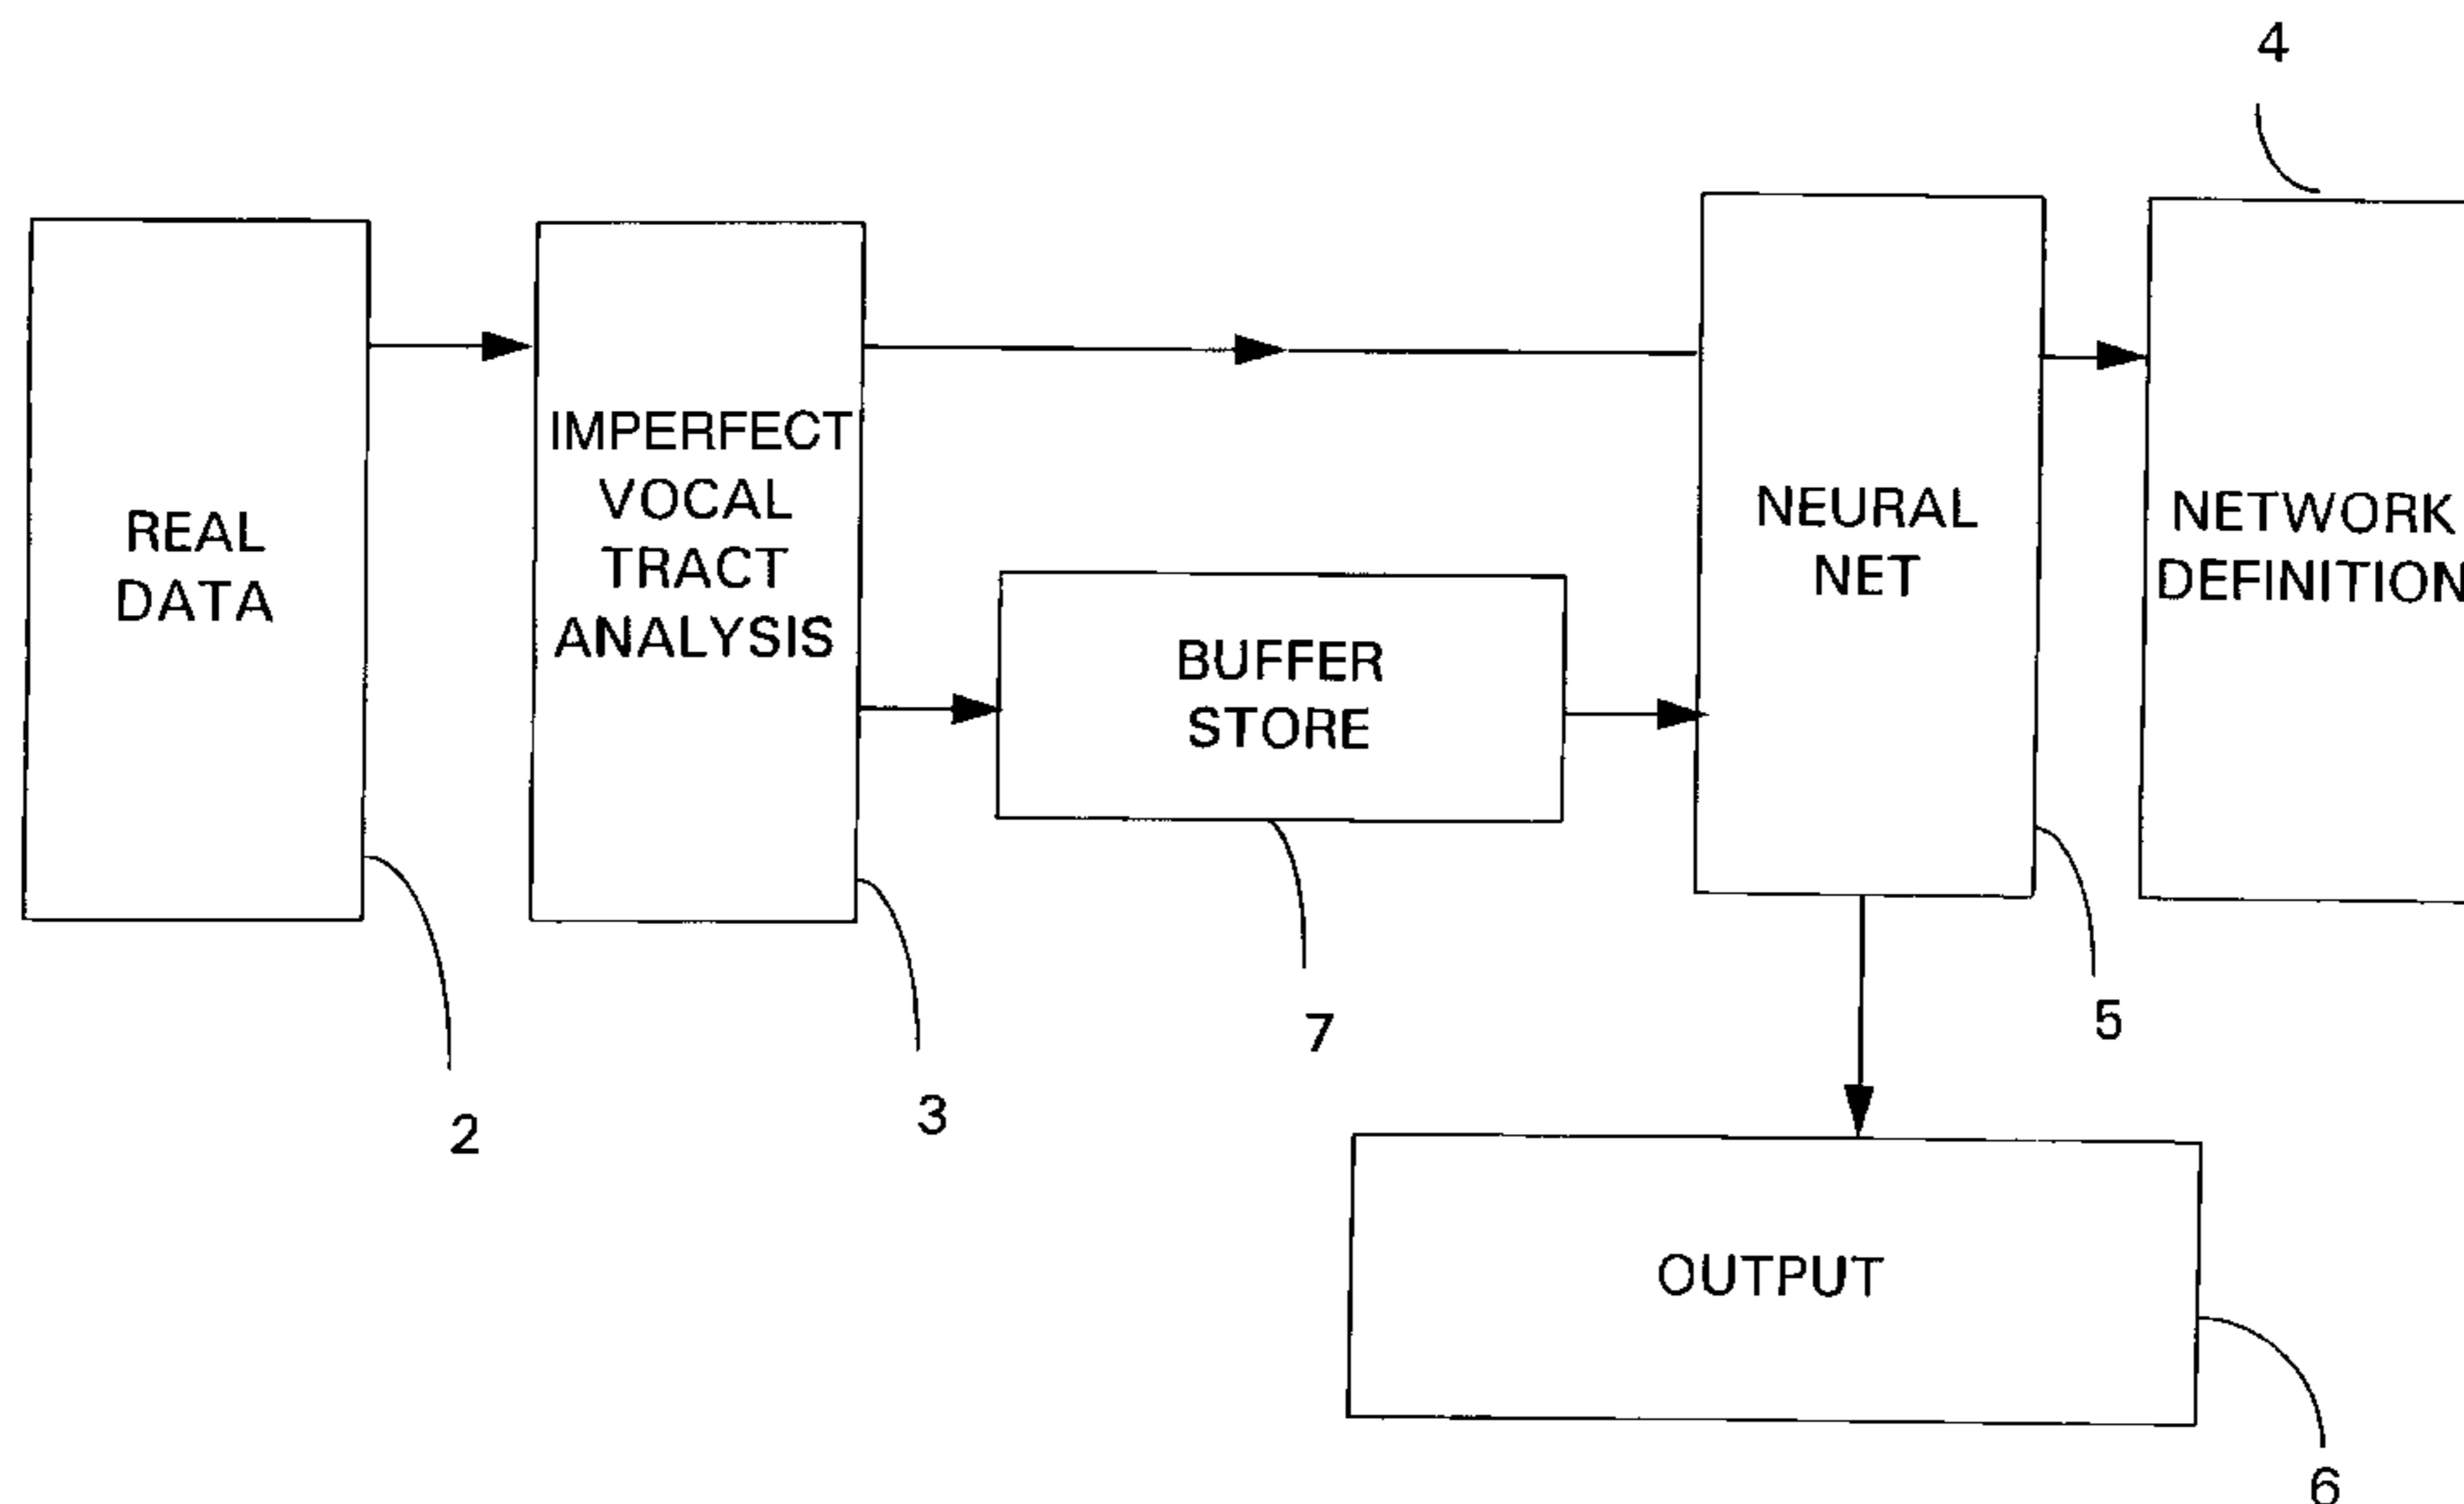 4
REAL
DATA
IMPERFECT
VOCAL
TRACT
ANALYSIS
BUFFER
STORE
NEURAL
NET
NETWORK
DEFINITION
7
5
2
3
OUTPUT
6